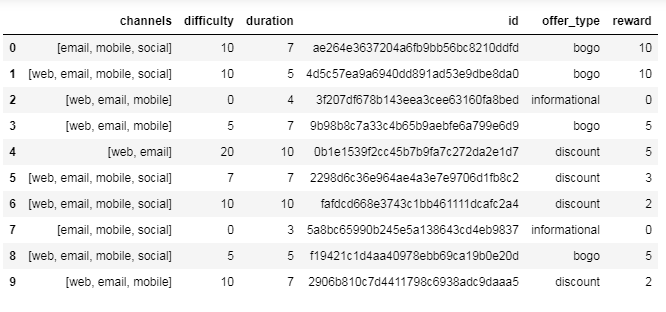 channels difficulty duration id offer_type reward
0 [email, mobile, social] 10 7 ae264e3637204a6fb9bb56bc8210ddfd bogo 10
1 [web, email, mobile, social] 10 5 4d5c57ea9a6940dd891ad53e9dbe8da0 bogo 10
2 [web, email, mobile] 0 4 3f207df678b143eea3cee63160fa8bed informational 0
3 [web, email, mobile] 5 7 9b98b8c7a33c4b65b9aebfe6a799e6d9 bogo 5
4 [web, email] 20 10 0b1e1539f2cc45b7b9fa7c272da2e1d7 discount 5
5 [web, email, mobile, social] 7 7 2298d6c36e964ae4a3e7e9706d1fb8c2 discount 3
6 [web, email, mobile, social] 10 10 fafdcd668e3743c1bb461111dcafc2a4 discount 2
7 [email, mobile, social] 0 3 5a8bc65990b245e5a138643cd4eb9837 informational 0
8 [web, email, mobile, social] 5 5 f19421c1d4aa40978ebb69ca19b0e20d bogo 5
9 [web, email, mobile] 10 7 2906b810c7d4411798c6938adc9daaa5 discount 2